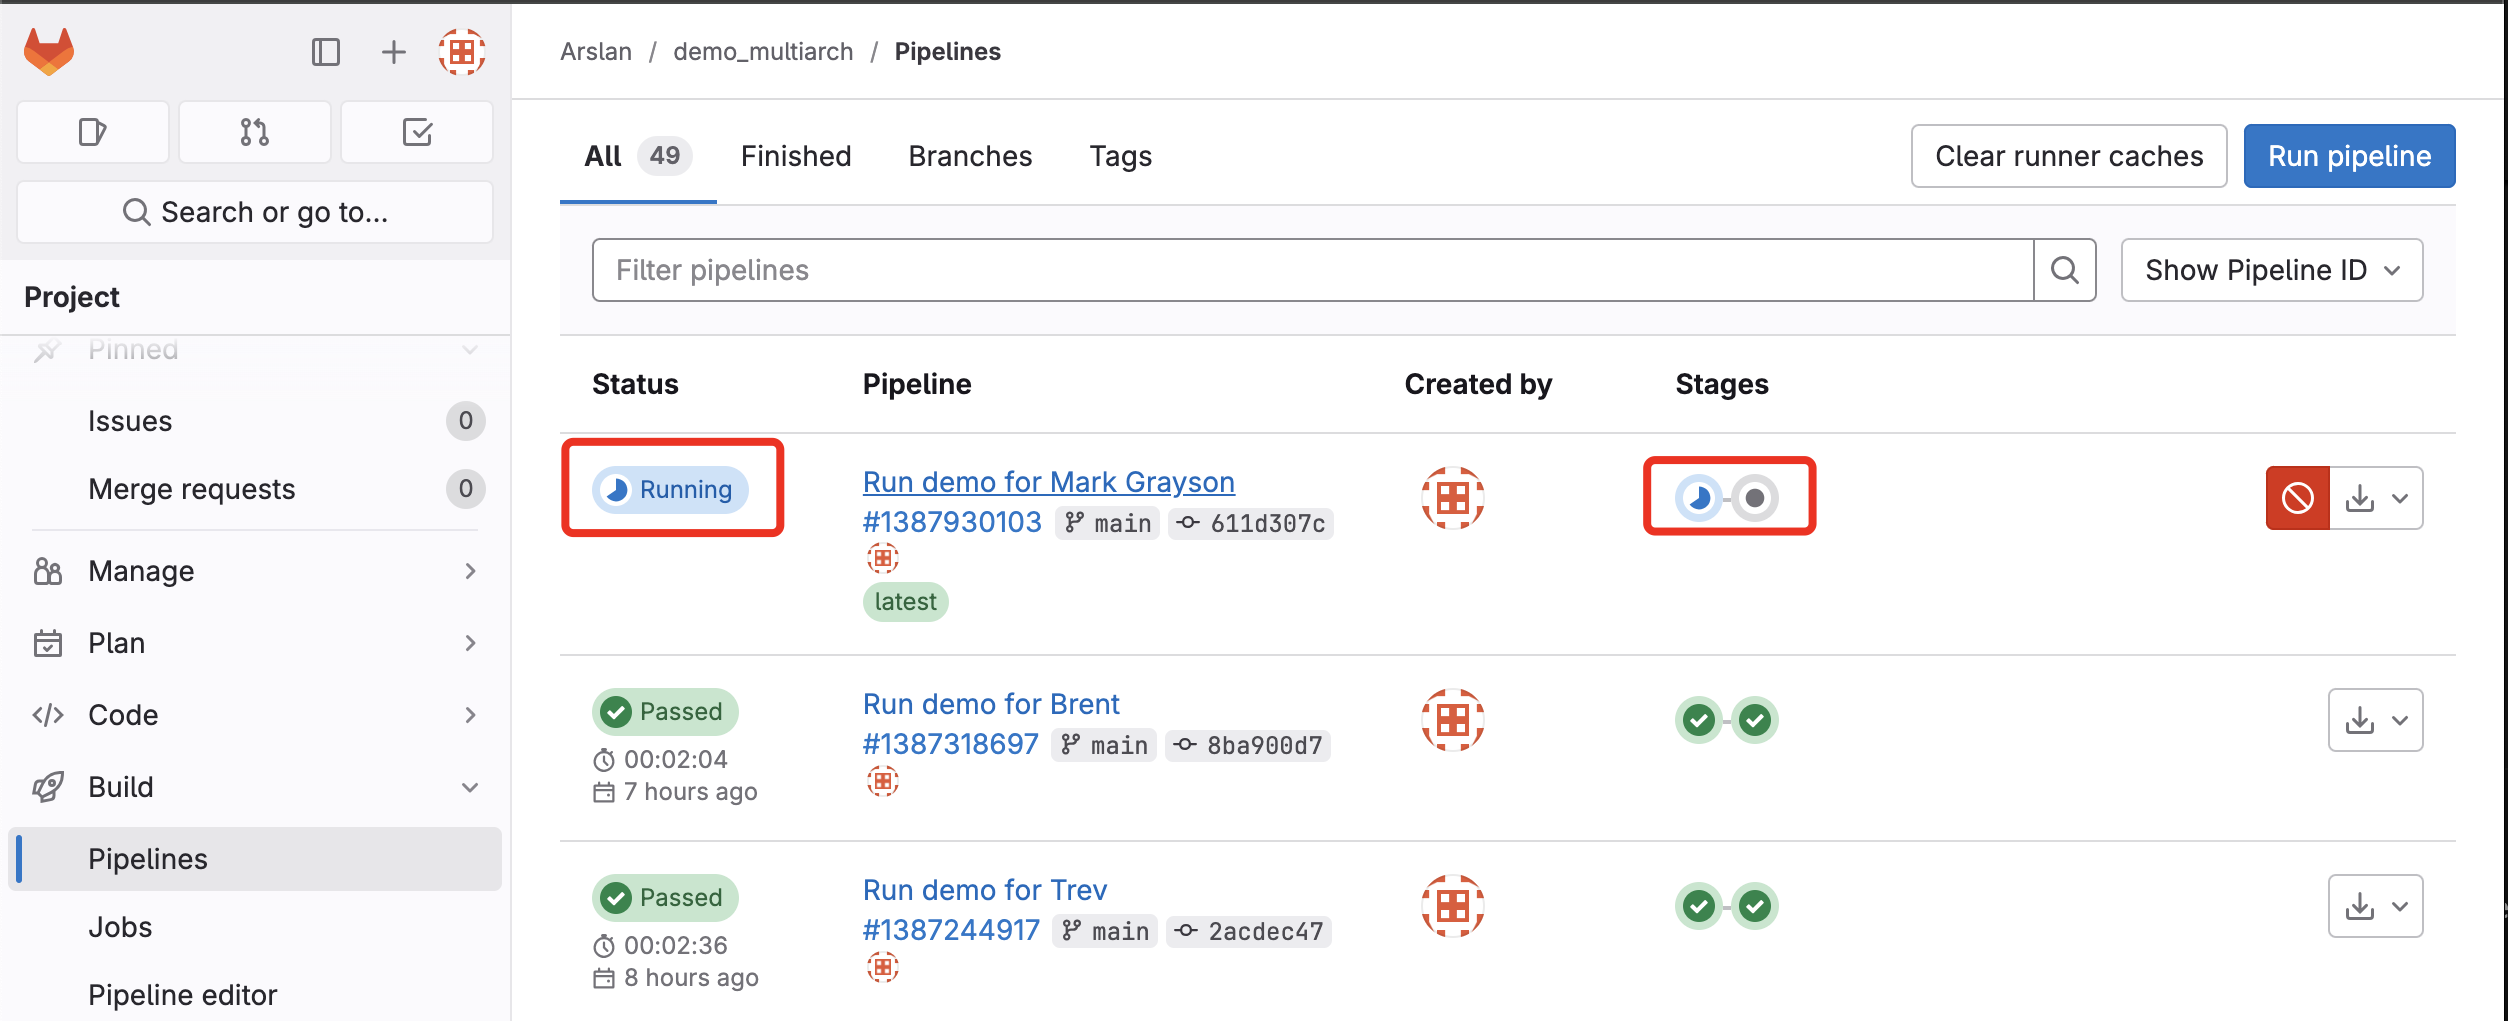 Arslan / demo_multiarch / Pipelines
All 49 Finished Branches Tags
Clear runner caches Run pipeline
Search or go to...
Filter pipelines
Show Pipeline ID
Project
Pinned
Issues 0
Merge requests 0
Manage
Plan
Code
Build
Pipelines
Jobs
Pipeline editor
Status Pipeline Created by Stages
Running
Run demo for Mark Grayson
#1387930103 main 611d307c
latest
Passed
00:02:04
7 hours ago
Run demo for Brent
#1387318697 main 8ba900d7
Passed
00:02:36
8 hours ago
Run demo for Trev
#1387244917 main 2acdec47